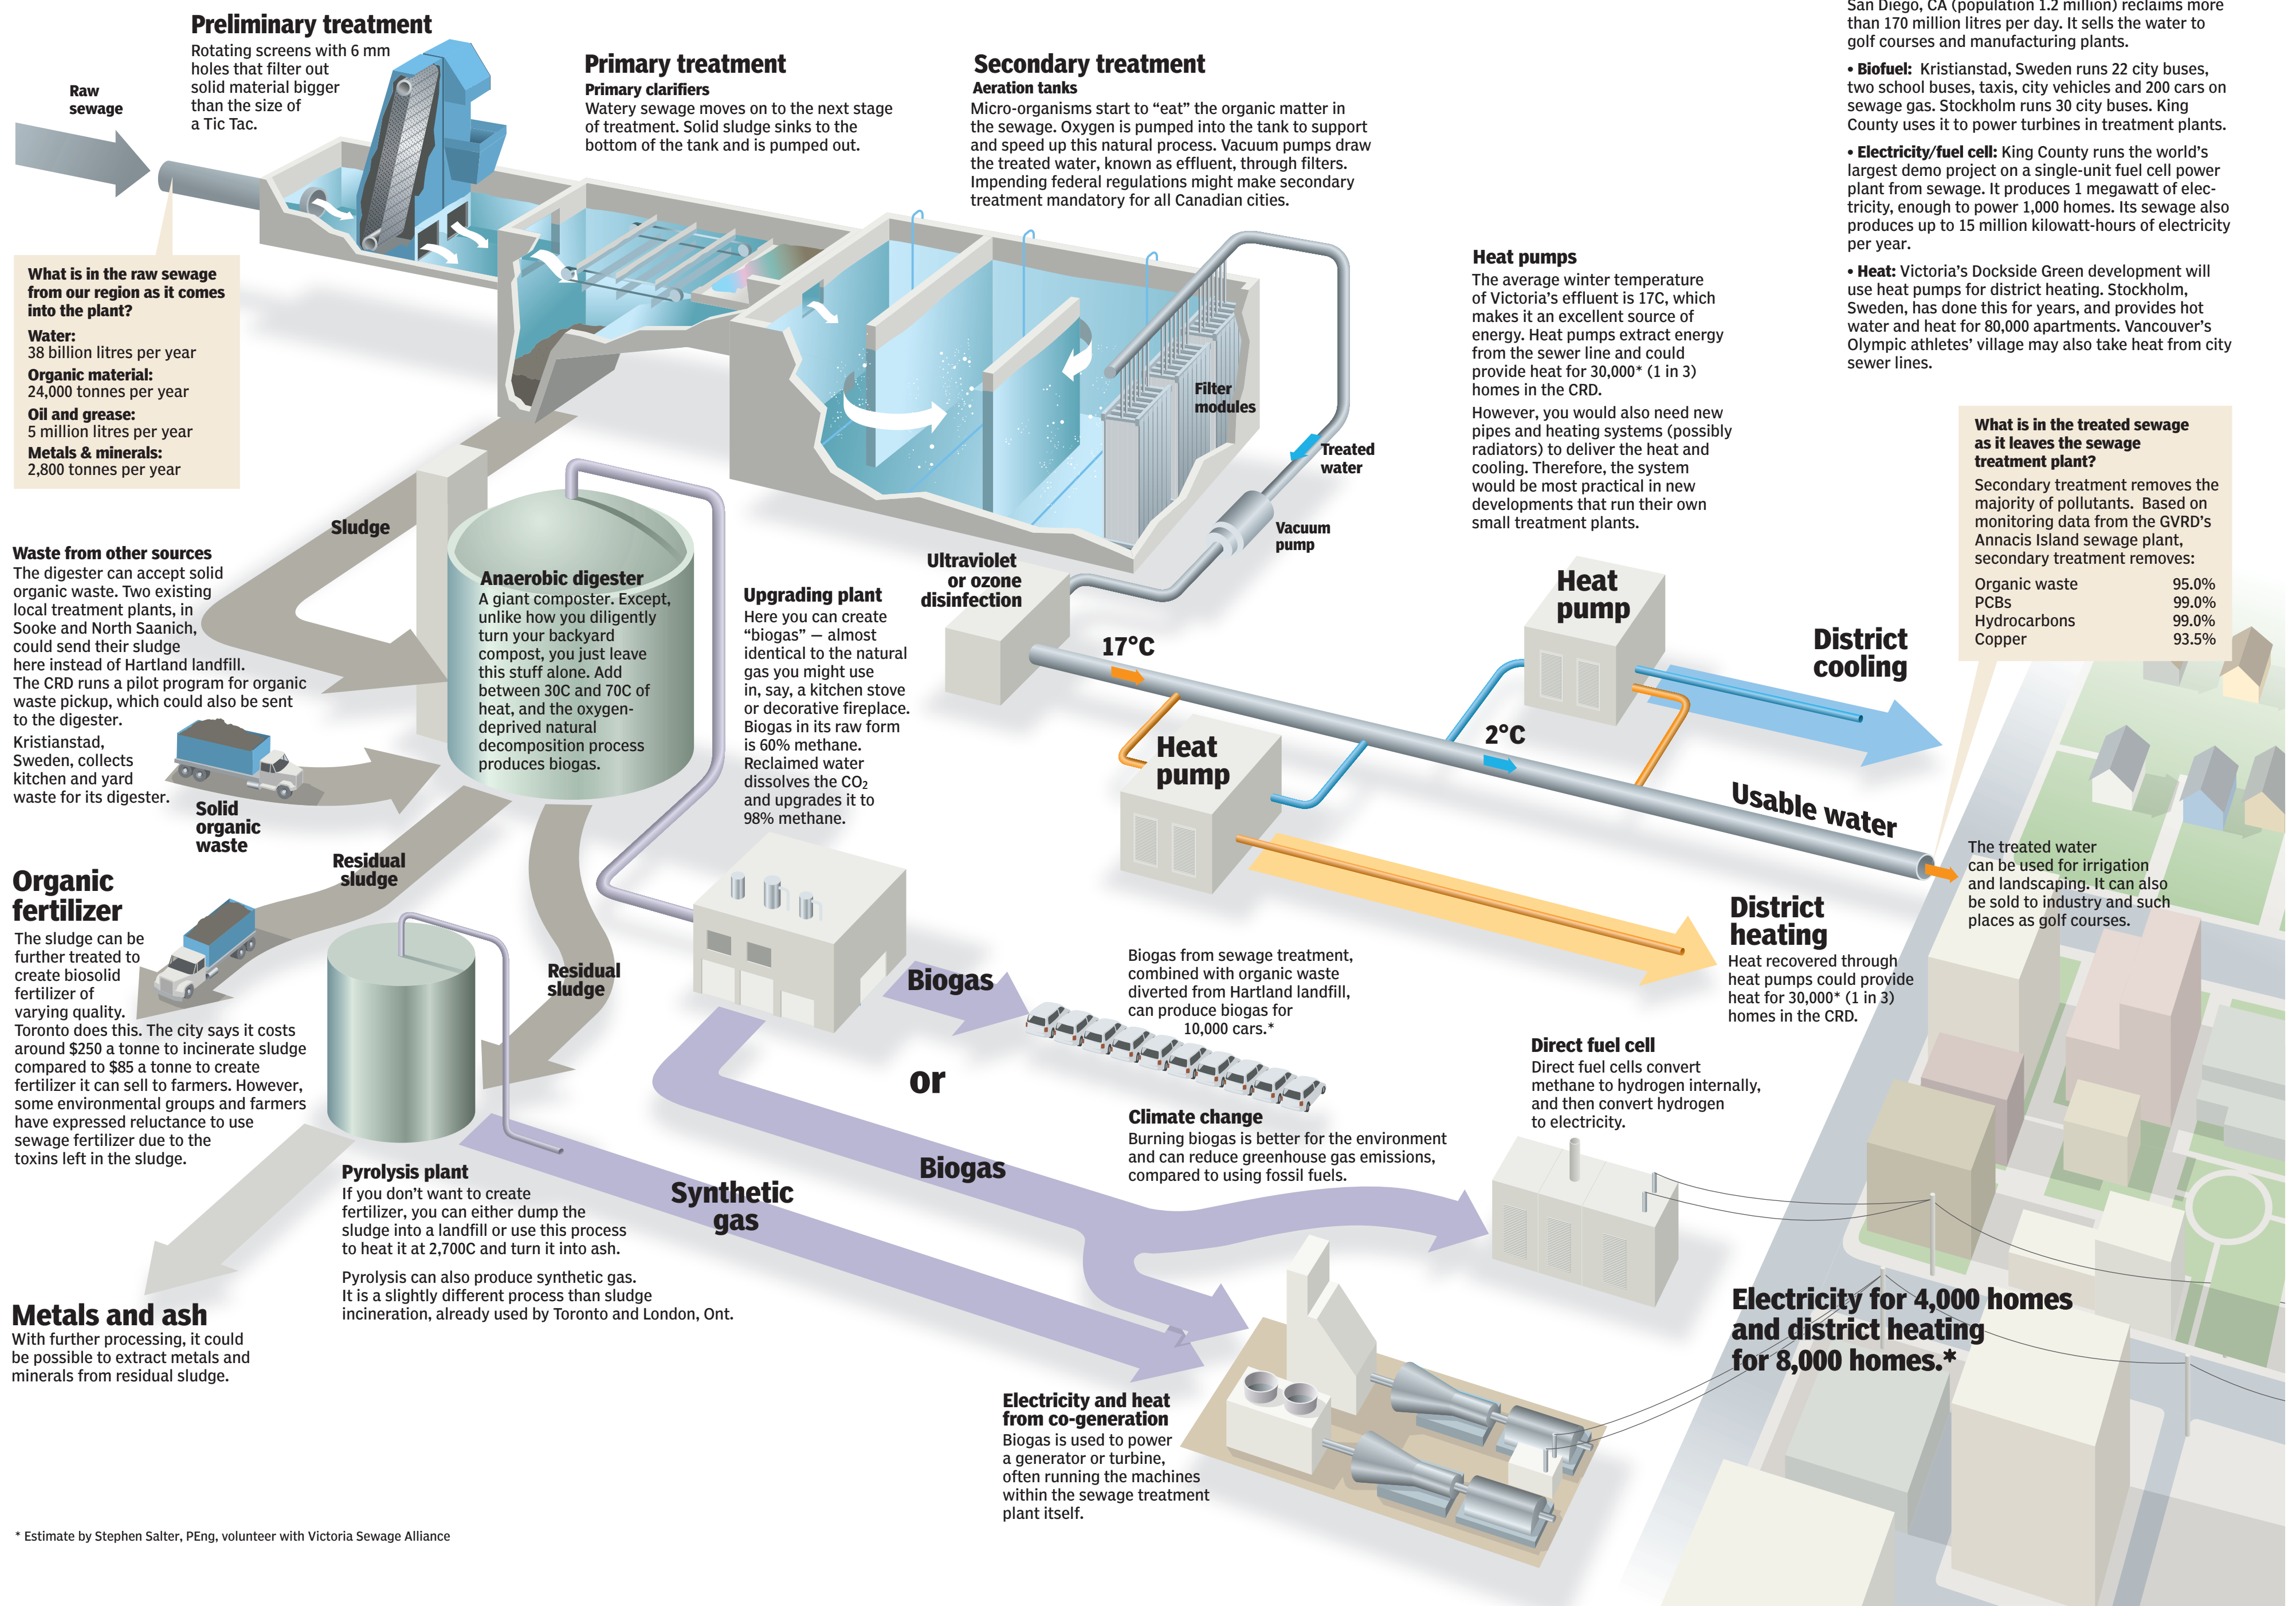 Preliminary treatment
Rotating screens with 6 mm
holes that filter out
solid material bigger
than the size of
a Tic Tac.
Raw
sewage
Primary treatment
Primary clarifiers
Watery sewage moves on to the next stage
of treatment. Solid sludge sinks to the
bottom of the tank and is pumped out.
Secondary treatment
Aeration tanks
Micro-organisms start to “eat” the organic matter in
the sewage. Oxygen is pumped into the tank to support
and speed up this natural process. Vacuum pumps draw
the treated water, known as effluent, through filters.
Impending federal regulations might make secondary
treatment mandatory for all Canadian cities.
San Diego, CA (population 1.2 million) reclaims more
than 170 million litres per day. It sells the water to
golf courses and manufacturing plants.
• Biofuel: Kristianstad, Sweden runs 22 city buses,
two school buses, taxis, city vehicles and 200 cars on
sewage gas. Stockholm runs 30 city buses. King
County uses it to power turbines in treatment plants.
• Electricity/fuel cell: King County runs the world’s
largest demo project on a single-unit fuel cell power
plant from sewage. It produces 1 megawatt of elec-
tricity, enough to power 1,000 homes. Its sewage also
produces up to 15 million kilowatt-hours of electricity
per year.
• Heat: Victoria’s Dockside Green development will
use heat pumps for district heating. Stockholm,
Sweden, has done this for years, and provides hot
water and heat for 80,000 apartments. Vancouver’s
Olympic athletes’ village may also take heat from city
sewer lines.
What is in the raw sewage
from our region as it comes
into the plant?
Water:
38 billion litres per year
Organic material:
24,000 tonnes per year
Oil and grease:
5 million litres per year
Metals & minerals:
2,800 tonnes per year
Heat pumps
The average winter temperature
of Victoria’s effluent is 17C, which
makes it an excellent source of
energy. Heat pumps extract energy
from the sewer line and could
provide heat for 30,000* (1 in 3)
homes in the CRD.
However, you would also need new
pipes and heating systems (possibly
radiators) to deliver the heat and
cooling. Therefore, the system
would be most practical in new
developments that run their own
small treatment plants.
Filter
modules
Treated
water
Vacuum
pump
What is in the treated sewage
as it leaves the sewage
treatment plant?
Secondary treatment removes the
majority of pollutants. Based on
monitoring data from the GVRD’s
Annacis Island sewage plant,
secondary treatment removes:
Organic waste 95.0%
PCBs 99.0%
Hydrocarbons 99.0%
Copper 93.5%
Sludge
Waste from other sources
The digester can accept solid
organic waste. Two existing
local treatment plants, in
Sooke and North Saanich,
could send their sludge
here instead of Hartland landfill.
The CRD runs a pilot program for organic
waste pickup, which could also be sent
to the digester.
Kristianstad,
Sweden, collects
kitchen and yard
waste for its digester.
Solid
organic
waste
Anaerobic digester
A giant composter. Except,
unlike how you diligently
turn your backyard
compost, you just leave
this stuff alone. Add
between 30C and 70C of
heat, and the oxygen-
deprived natural
decomposition process
produces biogas.
Upgrading plant
Here you can create
“biogas” — almost
identical to the natural
gas you might use
in, say, a kitchen stove
or decorative fireplace.
Biogas in its raw form
is 60% methane.
Reclaimed water
dissolves the CO2
and upgrades it to
98% methane.
Ultraviolet
or ozone
disinfection
17°C
Heat
pump
2°C
Heat
pump
District
cooling
Usable water
The treated water
can be used for irrigation
and landscaping. It can also
be sold to industry and such
places as golf courses.
District
heating
Heat recovered through
heat pumps could provide
heat for 30,000* (1 in 3)
homes in the CRD.
Residual
sludge
Organic
fertilizer
The sludge can be
further treated to
create biosolid
fertilizer of
varying quality.
Toronto does this. The city says it costs
around $250 a tonne to incinerate sludge
compared to $85 a tonne to create
fertilizer it can sell to farmers. However,
some environmental groups and farmers
have expressed reluctance to use
sewage fertilizer due to the
toxins left in the sludge.
Residual
sludge
Biogas
Biogas from sewage treatment,
combined with organic waste
diverted from Hartland landfill,
can produce biogas for
10,000 cars.*
or
Climate change
Burning biogas is better for the environment
and can reduce greenhouse gas emissions,
compared to using fossil fuels.
Direct fuel cell
Direct fuel cells convert
methane to hydrogen internally,
and then convert hydrogen
to electricity.
Biogas
Synthetic
gas
Pyrolysis plant
If you don’t want to create
fertilizer, you can either dump the
sludge into a landfill or use this process
to heat it at 2,700C and turn it into ash.
Pyrolysis can also produce synthetic gas.
It is a slightly different process than sludge
incineration, already used by Toronto and London, Ont.
Metals and ash
With further processing, it could
be possible to extract metals and
minerals from residual sludge.
Electricity for 4,000 homes
and district heating
for 8,000 homes.*
Electricity and heat
from co-generation
Biogas is used to power
a generator or turbine,
often running the machines
within the sewage treatment
plant itself.
* Estimate by Stephen Salter, PEng, volunteer with Victoria Sewage Alliance